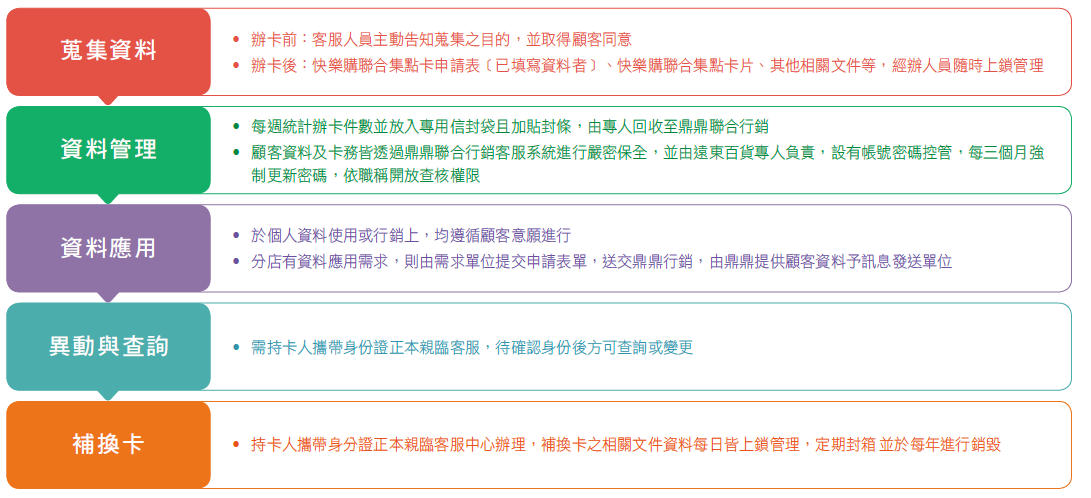 蒐集資料
• 辦卡前：客服人員主動告知蒐集之目的，並取得顧客同意
• 辦卡後：快樂購聯合集點卡申請表﹝已填寫資料者﹞、快樂購聯合集點卡片、其他相關文件等，經辦人員隨時上鎖管理
資料管理
• 每週統計辦卡件數並放入專用信封袋且加貼封條，由專人回收至鼎鼎聯合行銷
• 顧客資料及卡務皆透過鼎鼎聯合行銷客服系統進行嚴密保全，並由遠東百貨專人負責，設有帳號密碼控管，每三個月強
制更新密碼，依職稱開放查核權限
資料應用
• 於個人資料使用或行銷上，均遵循顧客意願進行
• 分店有資料應用需求，則由需求單位提交申請表單，送交鼎鼎行銷，由鼎鼎提供顧客資料予訊息發送單位
異動與查詢
• 需持卡人攜帶身份證正本親臨客服，待確認身份後方可查詢或變更
補換卡
• 持卡人攜帶身分證正本親臨客服中心辦理，補換卡之相關文件資料每日皆上鎖管理，定期封箱並於每年進行銷毀